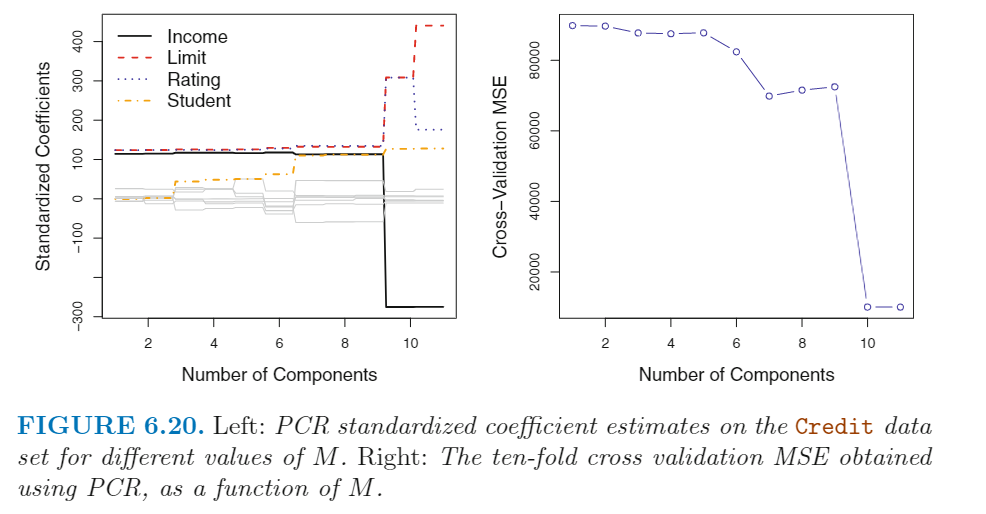 Income
Limit
Rating
Student
Standardized Coefficients
−300 −100 0 100 200 300 400
2 4 6 8 10
Number of Components
Cross−Validation MSE
20000 40000 60000 80000
2 4 6 8 10
Number of Components
FIGURE 6.20. Left: PCR standardized coefficient estimates on the Credit data
set for different values of M. Right: The ten-fold cross validation MSE obtained
using PCR, as a function of M.